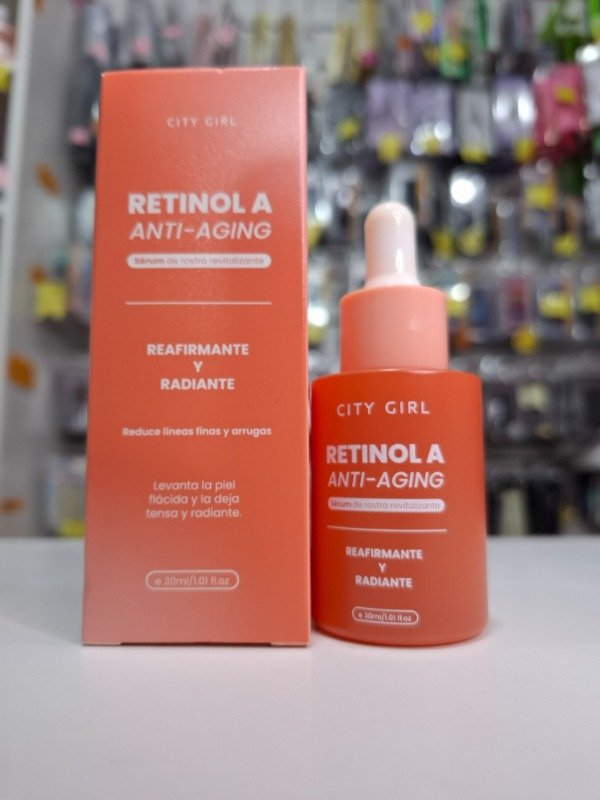 CITY GIRL
RETINOL A
ANTI-AGING
Sérum de rostro revitalizante
REAFIRMANTE
Y
RADIANTE
Reduce lineas finas y arrugas
Levanta la piel
flácida y la deja
tensa y radiante.
e 30ml/1.01 fl.oz
CITY GIRL
RETINOL A
ANTI-AGING
Sérum de rostro revitalizante
REAFIRMANTE
Y
RADIANTE
e 30ml/1.01 fl.oz